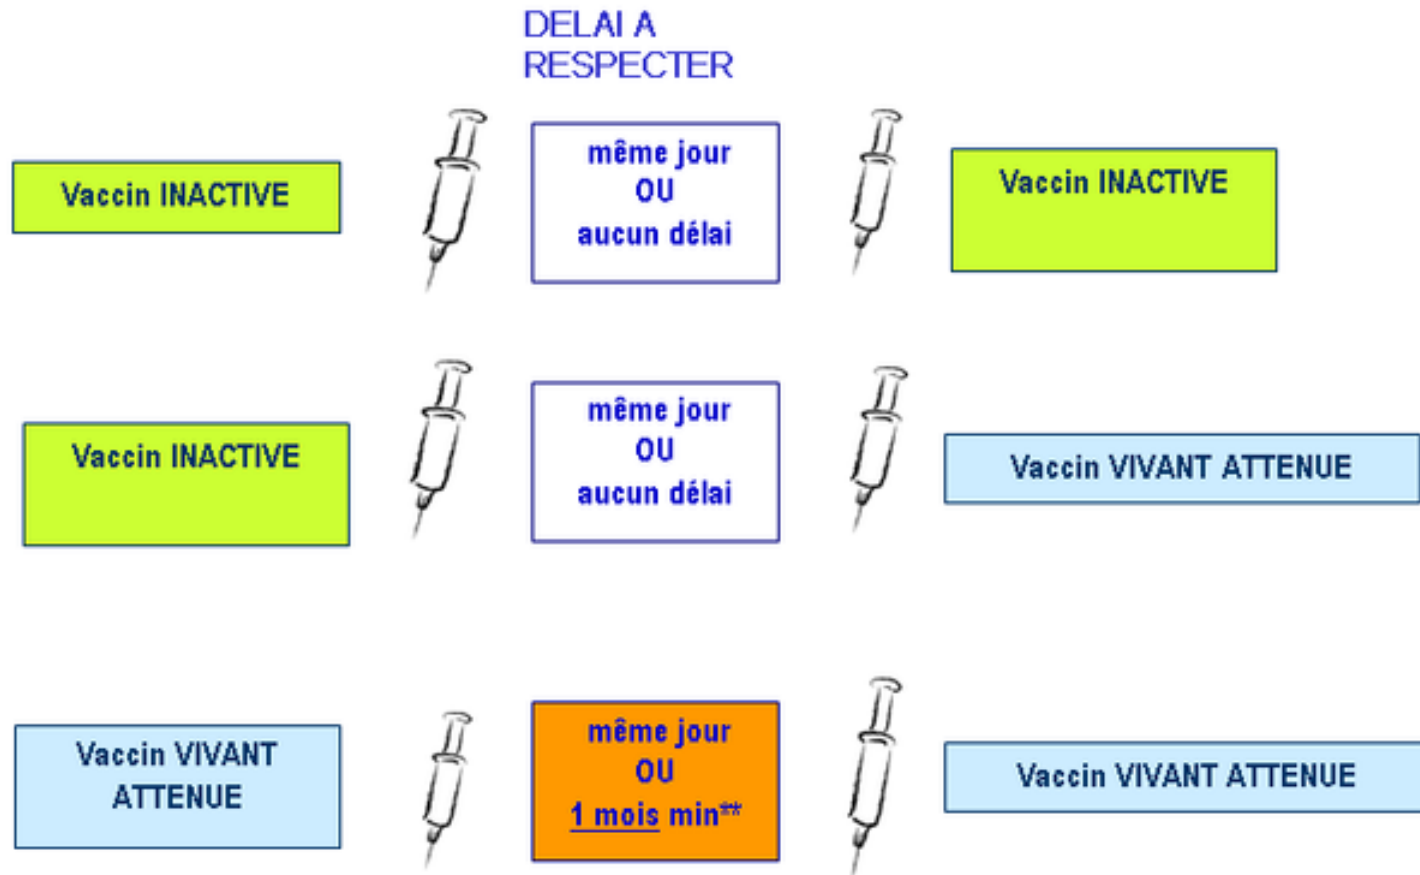 DELAI A
RESPECTER
Vaccin INACTIVE
même jour
OU
aucun délai
Vaccin INACTIVE
Vaccin INACTIVE
même jour
OU
aucun délai
Vaccin VIVANT ATTENUE
Vaccin VIVANT
ATTENUE
même jour
OU
1 mois min**
Vaccin VIVANT ATTENUE